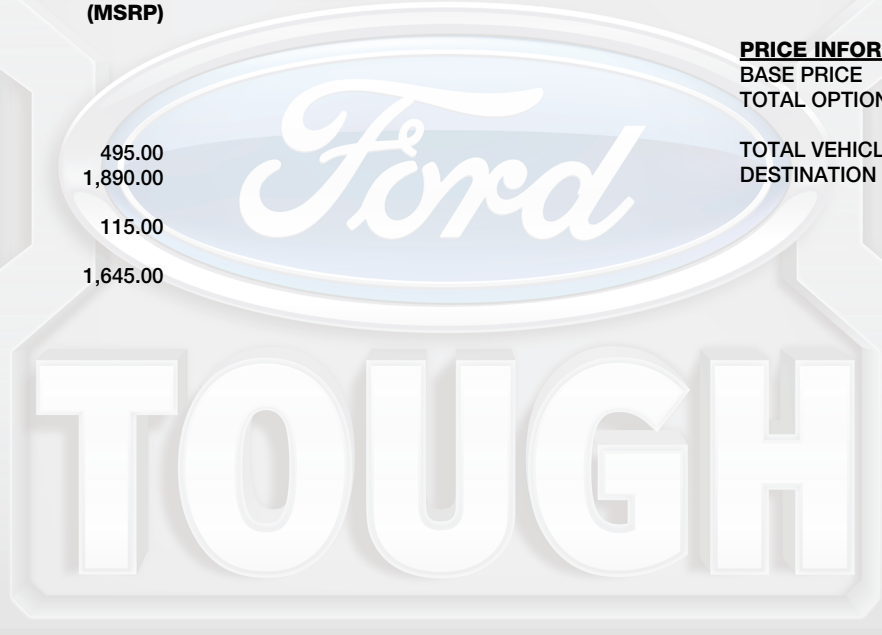 (MSRP)
495.00
1,890.00
115.00
1,645.00
PRICE INFOR
BASE PRICE
TOTAL OPTION
TOTAL VEHICL
DESTINATION
Ford
TOUGH